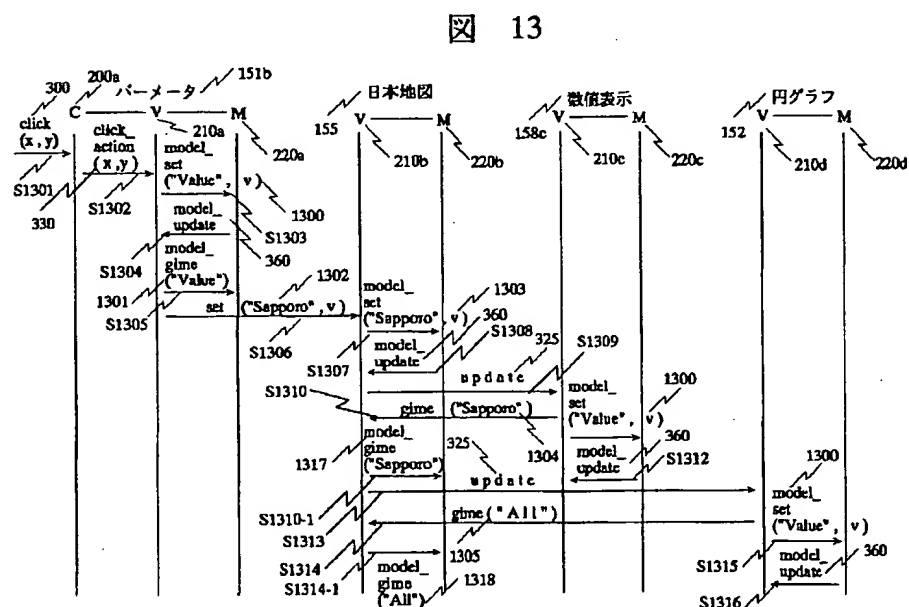 図 13
300
200a
バーメータ
151b
C
V
M
210a
220a
日本地図
155
V
M
210b
220b
数値表示
158c
V
M
210c
220c
円グラフ
152
V
M
210d
220d
click
(x, y)
S1301
330
click_
action
(x, y)
S1302
model_
set
("Value", v)
1300
S1303
model_
update
360
S1304
model_
gime
("Value")
1301
S1305
1302
set ("Sapporo", v)
S1306
model_
set
("Sapporo", v)
1303
360
S1308
S1307
model_
update
325
S1309
update
S1310
gime ("Sapporo")
1304
model_
set
("Value", v)
1300
model_
gime
("Sapporo")
1317
325
360
model_
update
S1312
update
S1310-1
S1313
gime ("All")
1305
S1314
S1314-1
model_
gime
("All")
1318
1300
model_
set
("Value", v)
S1315
model_
update
360
S1316